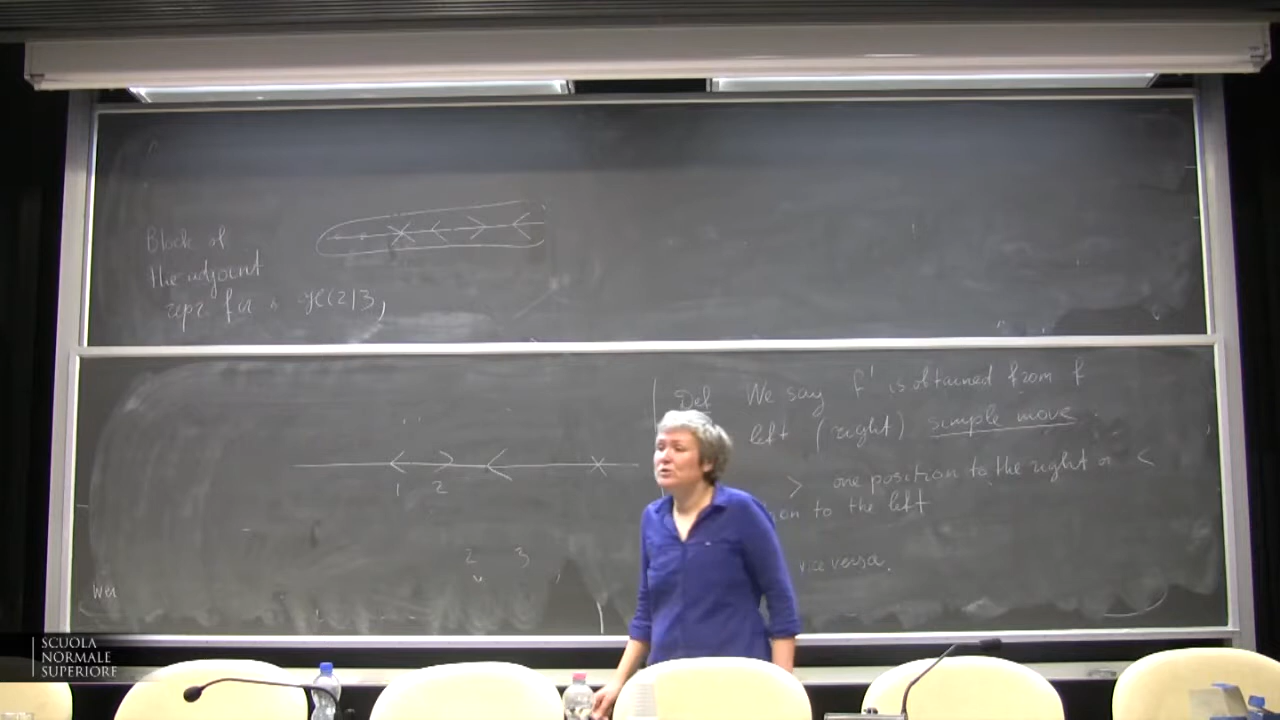 Block of
the adjoint
repr. for gl(2|3)
< > < ×
1 2
2 3
Def We say f' is obtained from f
left (right) simple move
> one position to the right or <
on to the left
vice versa.
Wei
SCUOLA
NORMALE
SUPERIORE